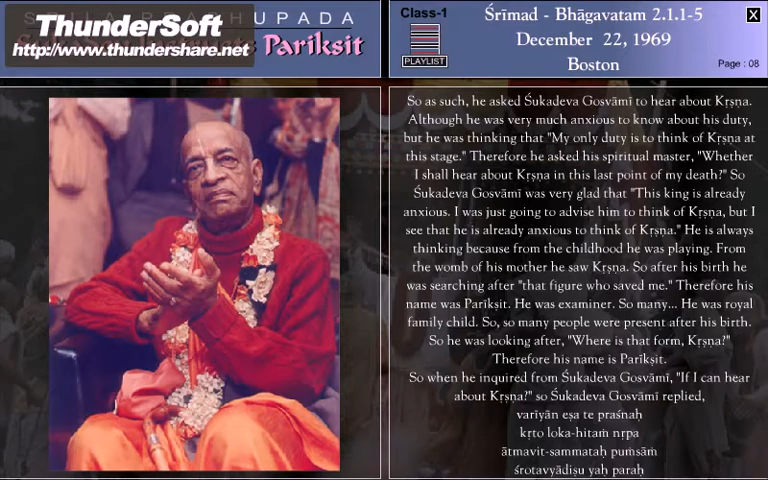 SRILA PRABHUPADA
ThunderSoft
http://www.thundershare.net
Pariksit
Class-1
PLAYLIST
Śrīmad - Bhāgavatam 2.1.1-5
December 22, 1969
Boston
X
Page : 08
So as such, he asked Śukadeva Gosvāmī to hear about Kṛṣṇa.
Although he was very much anxious to know about his duty,
but he was thinking that "My only duty is to think of Kṛṣṇa at
this stage." Therefore he asked his spiritual master, "Whether
I shall hear about Kṛṣṇa in this last point of my death?" So
Śukadeva Gosvāmī was very glad that "This king is already
anxious. I was just going to advise him to think of Kṛṣṇa, but I
see that he is already anxious to think of Kṛṣṇa." He is always
thinking because from the childhood he was playing. From
the womb of his mother he saw Kṛṣṇa. So after his birth he
was searching after "that figure who saved me." Therefore his
name was Parīkṣit. He was examiner. So many... He was royal
family child. So, so many people were present after his birth.
So he was looking after, "Where is that form, Kṛṣṇa?"
Therefore his name is Parīkṣit.
So when he inquired from Śukadeva Gosvāmī, "If I can hear
about Kṛṣṇa?" so Śukadeva Gosvāmī replied,
varīyān eṣa te praśnaḥ
kṛto loka-hitaṁ nṛpa
ātmavit-sammataḥ puṁsāṁ
śrotavyādiṣu yaḥ paraḥ